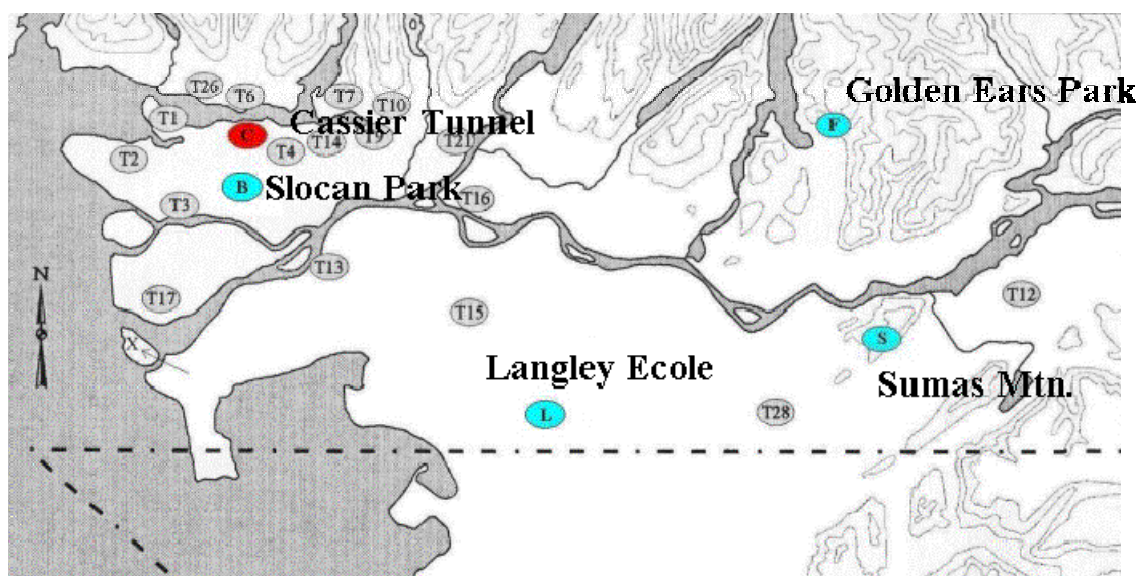 T26
T6
T7
T10
Golden Ears Park
T1
C
Cassier Tunnel
F
T2
T4
T14
T9
T21
B
Slocan Park
T3
T16
T13
N
T17
T15
T12
X
S
Langley Ecole
Sumas Mtn.
L
T28